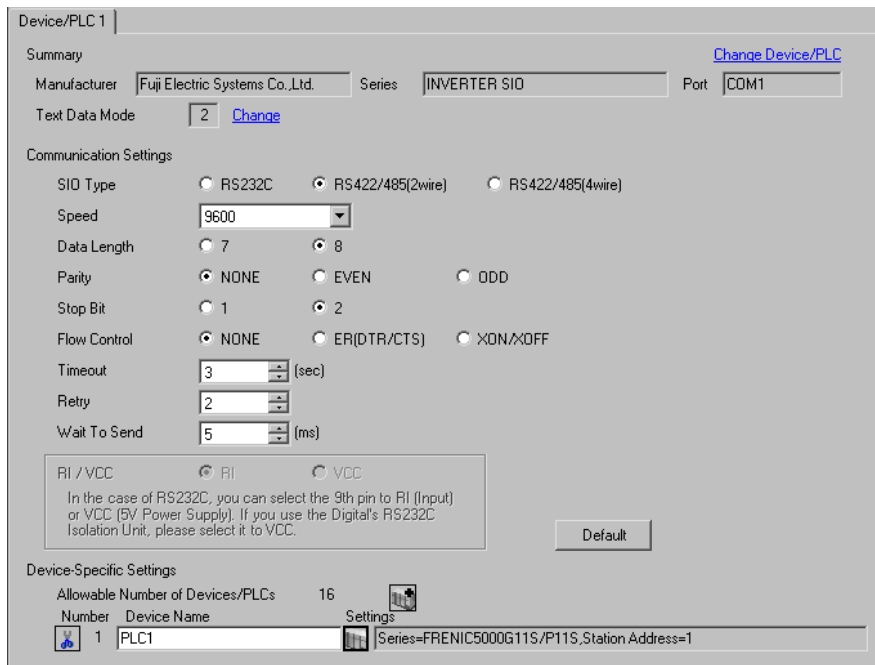 Device/PLC 1
Summary
Change Device/PLC
Manufacturer Fuji Electric Systems Co.,Ltd. Series INVERTER SIO Port COM1
Text Data Mode 2 Change
Communication Settings
SIO Type RS232C RS422/485(2wire) RS422/485(4wire)
Speed 9600
Data Length 7 8
Parity NONE EVEN ODD
Stop Bit 1 2
Flow Control NONE ER(DTR/CTS) XON/XOFF
Timeout 3 (sec)
Retry 2
Wait To Send 5 (ms)
RI / VCC RI VCC
In the case of RS232C, you can select the 9th pin to RI (Input)
or VCC (5V Power Supply). If you use the Digital's RS232C
Isolation Unit, please select it to VCC.
Default
Device-Specific Settings
Allowable Number of Devices/PLCs 16
Number Device Name Settings
1 PLC1 Series=FRENIC5000G11S/P11S,Station Address=1